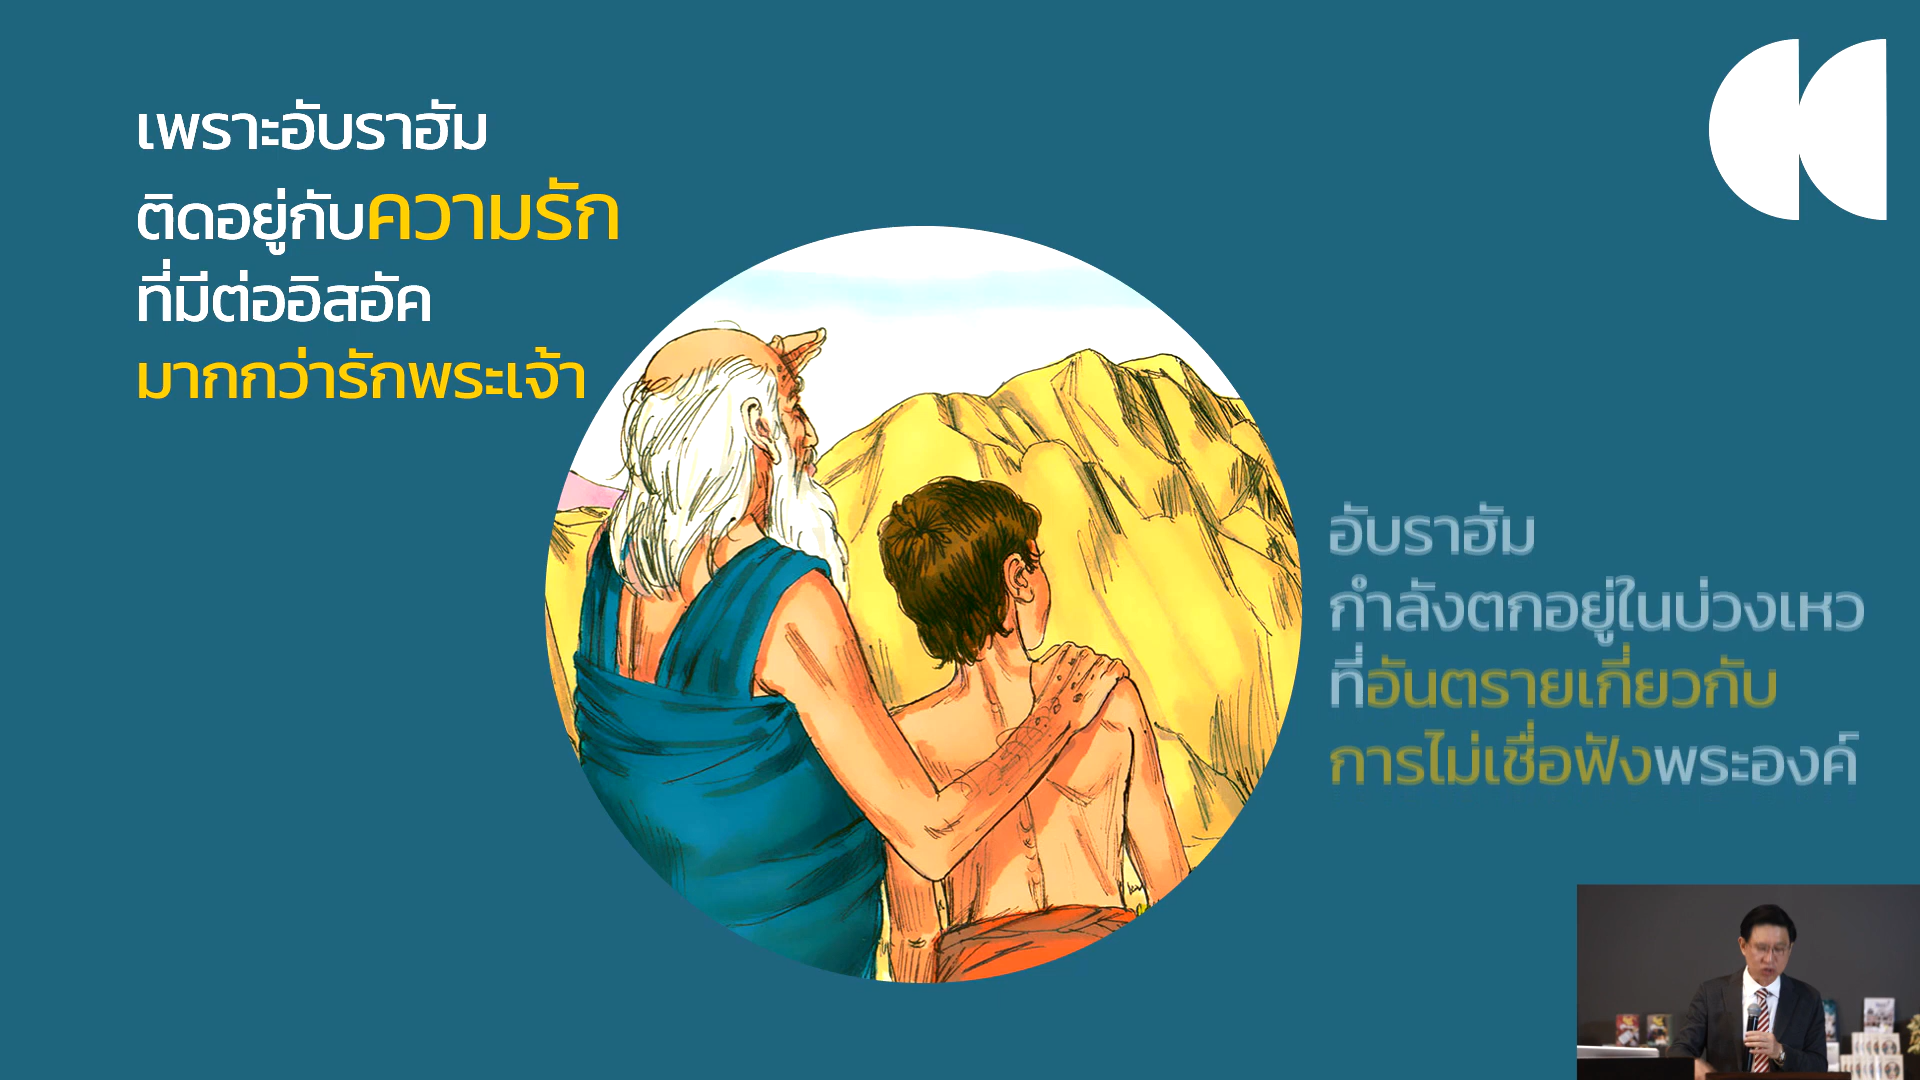 เพราะอับราฮัม
ติดอยู่กับความรัก
ที่มีต่ออิสอัค
มากกว่ารักพระเจ้า
อับราฮัม
กำลังตกอยู่ในบ่วงเหว
ที่อันตรายเกี่ยวกับ
การไม่เชื่อฟังพระองค์